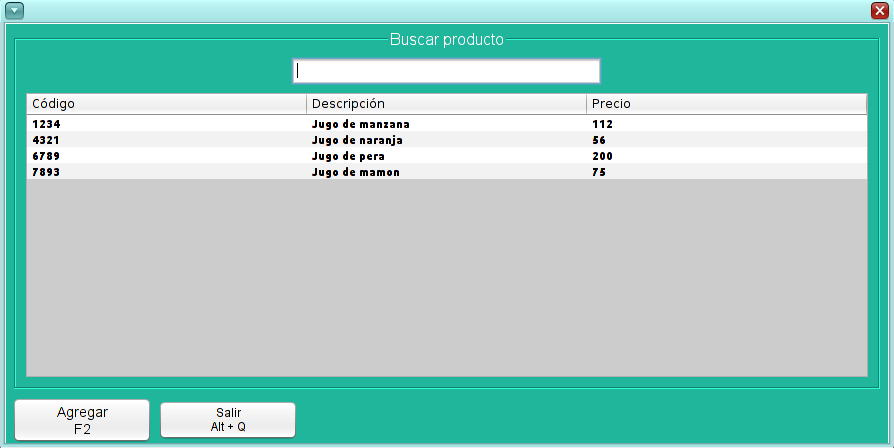 Buscar producto
Código Descripción Precio
1234 Jugo de manzana 112
4321 Jugo de naranja 56
6789 Jugo de pera 200
7893 Jugo de mamon 75
Agregar
F2
Salir
Alt + Q